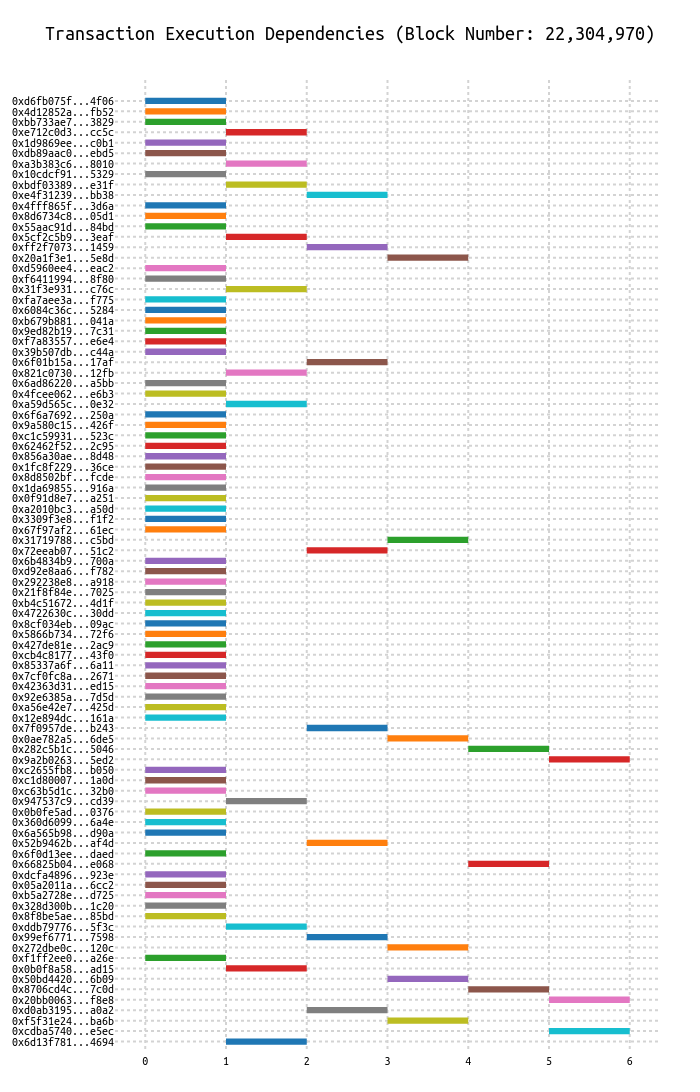 Transaction Execution Dependencies (Block Number: 22,304,970)
0xd6fb075f...4f06
0x4d12852a...fb52
0xbb733ae7...3829
0xe712c0d3...cc5c
0x1d9869ee...c0b1
0xdb89aac0...ebd5
0xa3b383c6...8010
0x10cdcf91...5329
0xbdf03389...e31f
0xe4f31239...bb38
0x4fff865f...3d6a
0x8d6734c8...05d1
0x55aac91d...84bd
0x5cf2c5b9...3eaf
0xff2f7073...1459
0x20a1f3e1...5e8d
0xd5960ee4...eac2
0xf6411994...8f80
0x31f3e931...c76c
0xfa7aee3a...f775
0x6084c36c...5284
0xb679b881...041a
0x9ed82b19...7c31
0xf7a83557...e6e4
0x39b507db...c44a
0x6f01b15a...17af
0x821c0730...12fb
0x6ad86220...a5bb
0x4fcee062...e6b3
0xa59d565c...0e32
0x6f6a7692...250a
0x9a580c15...426f
0xc1c59931...523c
0x62462f52...2c95
0x856a30ae...8d48
0x1fc8f229...36ce
0x8d8502bf...fcde
0x1da69855...916a
0x0f91d8e7...a251
0xa2010bc3...a50d
0x3309f3e8...f1f2
0x67f97af2...61ec
0x31719788...c5bd
0x72eeab07...51c2
0x6b4834b9...700a
0xd92e8aa6...f782
0x292238e8...a918
0x21f8f84e...7025
0xb4c51672...4d1f
0x4722630c...30dd
0x8cf034eb...09ac
0x5866b734...72f6
0x427de81e...2ac9
0xcb4c8177...43f0
0x85337a6f...6a11
0x7cf0fc8a...2671
0x42363d31...ed15
0x92e6385a...7d5d
0xa56e42e7...425d
0x12e894dc...161a
0x7f0957de...b243
0x0ae782a5...6de5
0x282c5b1c...5046
0x9a2b0263...5ed2
0xc2655fb8...b050
0xc1d80007...1a0d
0xc63b5d1c...32b0
0x947537c9...cd39
0x0b0fe5ad...0376
0x360d6099...6a4e
0x6a565b98...d90a
0x52b9462b...af4d
0x6f0d13ee...daed
0x66825b04...e068
0xdcfa4896...923e
0x05a2011a...6cc2
0xb5a2728e...d725
0x328d300b...1c20
0x8f8be5ae...85bd
0xddb79776...5f3c
0x99ef6771...7598
0x272dbe0c...120c
0xf1ff2ee0...a26e
0x0b0f8a58...ad15
0x50bd4420...6b09
0x8706cd4c...7c0d
0x20bb0063...f8e8
0xd0ab3195...a0a2
0xf5f31e24...ba6b
0xcdba5740...e5ec
0x6d13f781...4694
0 1 2 3 4 5 6